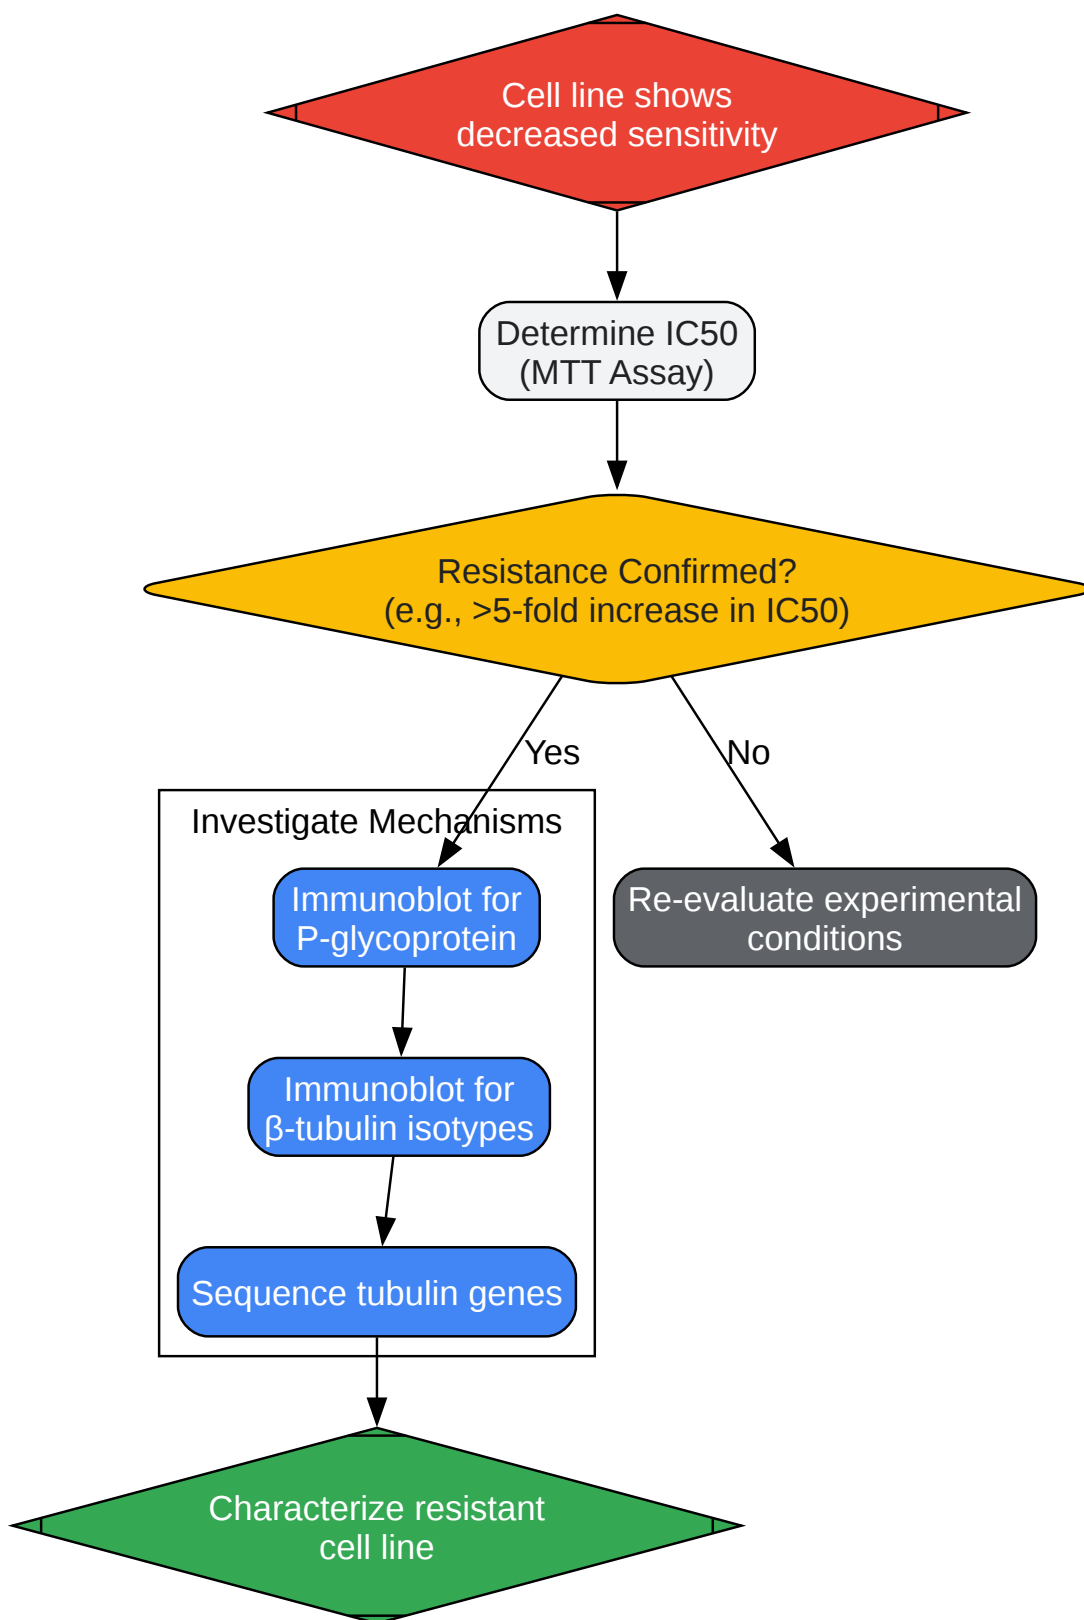 Cell line shows
decreased sensitivity
Determine IC50
(MTT Assay)
Resistance Confirmed?
(e.g., >5-fold increase in IC50)
Yes
No
Investigate Mechanisms
Immunoblot for
P-glycoprotein
Re-evaluate experimental
conditions
Immunoblot for
β-tubulin isotypes
Sequence tubulin genes
Characterize resistant
cell line